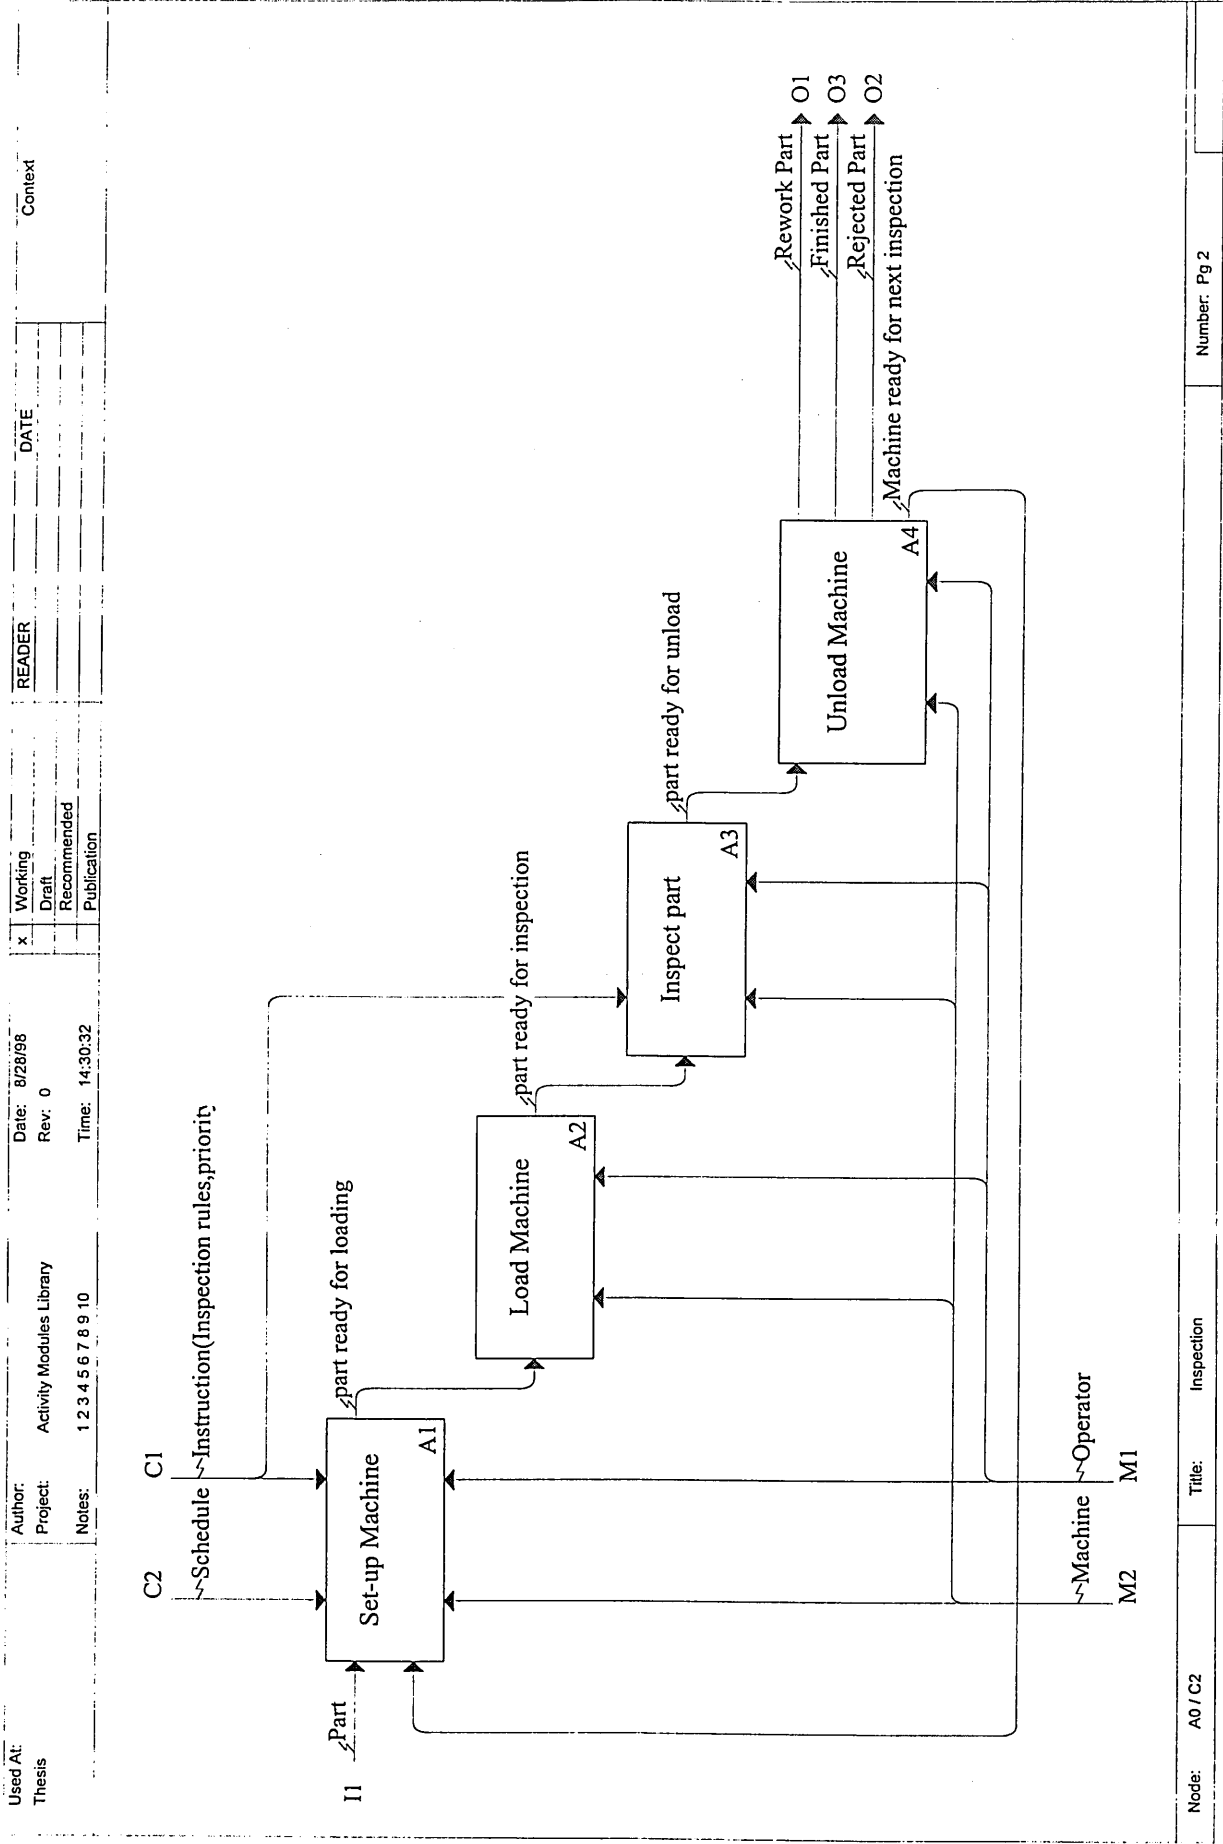 Used At:
Thesis
Author:
Project: Activity Modules Library
Notes: 1 2 3 4 5 6 7 8 9 10
Date: 8/28/98
Rev: 0
Time: 14:30:32
x Working
Draft
Recommended
Publication
READER DATE
Context
C2
C1
Schedule
Instruction(Inspection rules,priority
I1
Part
Set-up Machine
A1
part ready for loading
Load Machine
A2
part ready for inspection
Inspect part
A3
part ready for unload
Unload Machine
A4
Rework Part O1
Finished Part O3
Rejected Part O2
Machine ready for next inspection
Machine
Operator
M2
M1
Node: A0 / C2
Title: Inspection
Number: Pg 2